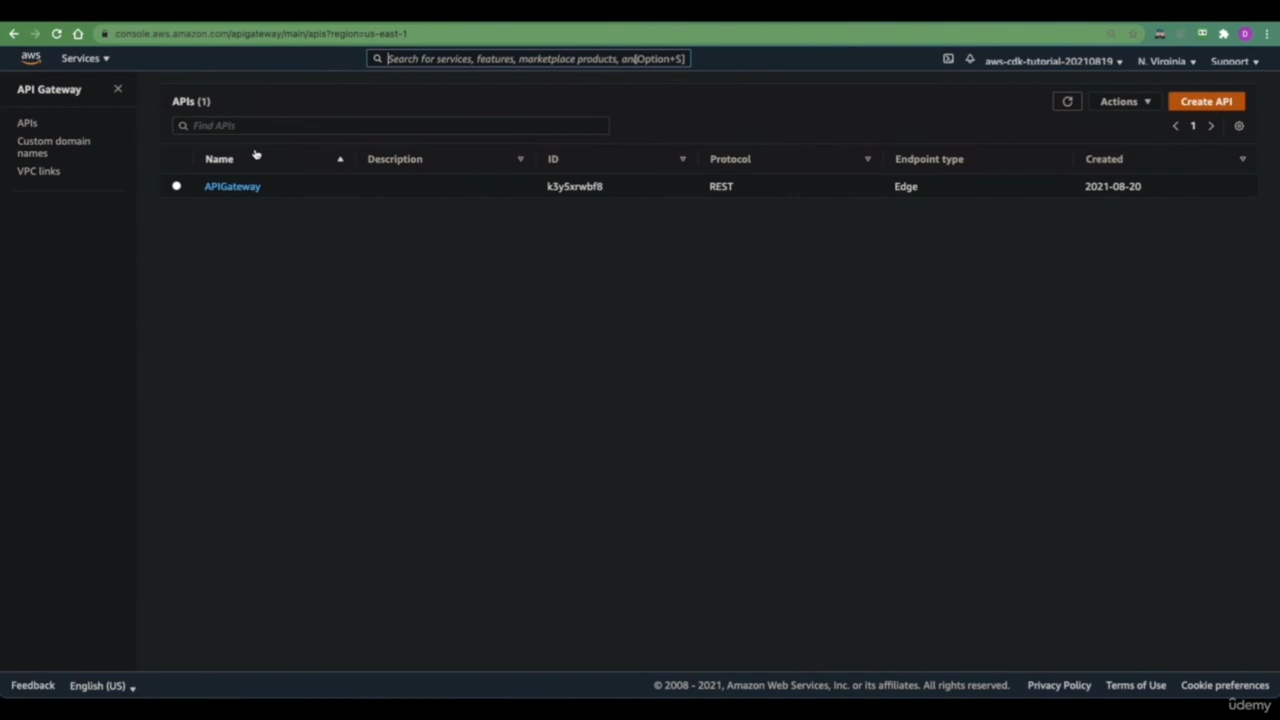 console.aws.amazon.com/apigateway/main/apis?region=us-east-1
aws Services Search for services, features, marketplace products, an [Option+S] aws-cdk-tutorial-20210819 N. Virginia Support
API Gateway
APIs
Custom domain
names
VPC links
APIs (1) Actions Create API
Find APIs 1
Name Description ID Protocol Endpoint type Created
APIGateway k3y5xrwbf8 REST Edge 2021-08-20
Feedback English (US) © 2008 - 2021, Amazon Web Services, Inc. or its affiliates. All rights reserved. Privacy Policy Terms of Use Cookie preferences
ûdemy